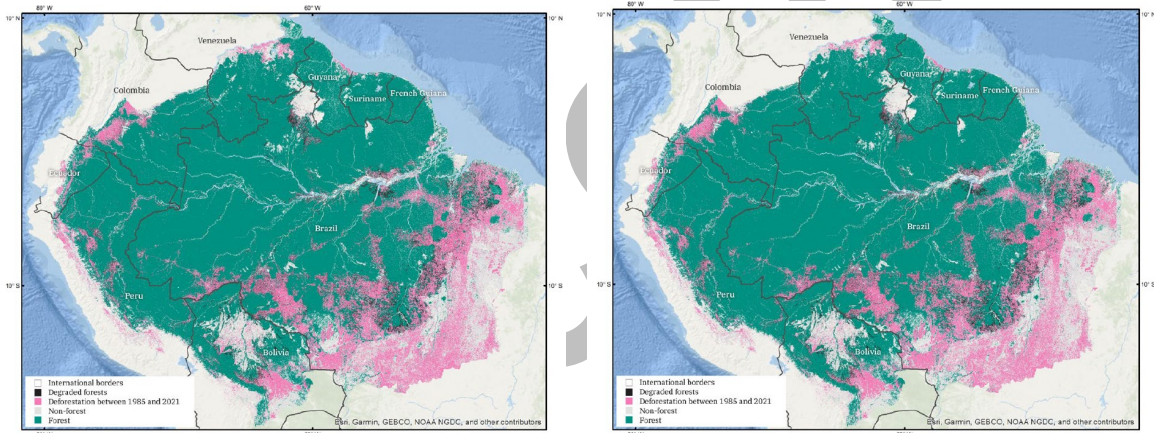 80° W
60° W
10° N
10° N
Venezuela
Guyana
Colombia
Suriname
French Guiana
Ecuador
Brazil
10° S
10° S
Peru
Bolivia
International borders
Degraded forests
Deforestation between 1985 and 2021
Non-forest
Forest
Esri, Garmin, GEBCO, NOAA NGDC, and other contributors
80° W
60° W
10° N
10° N
Venezuela
Guyana
Colombia
Suriname
French Guiana
Ecuador
Brazil
10° S
10° S
Peru
Bolivia
International borders
Degraded forests
Deforestation between 1985 and 2021
Non-forest
Forest
Esri, Garmin, GEBCO, NOAA NGDC, and other contributors